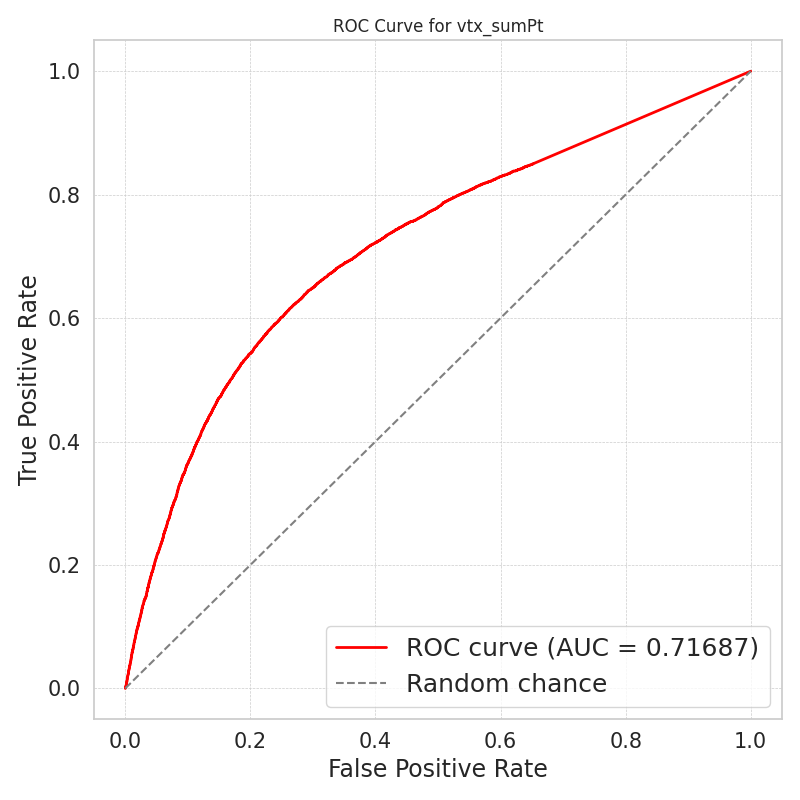 ROC Curve for vtx_sumPt
1.0
0.8
0.6
0.4
0.2
0.0
True Positive Rate
ROC curve (AUC = 0.71687)
Random chance
0.0 0.2 0.4 0.6 0.8 1.0
False Positive Rate